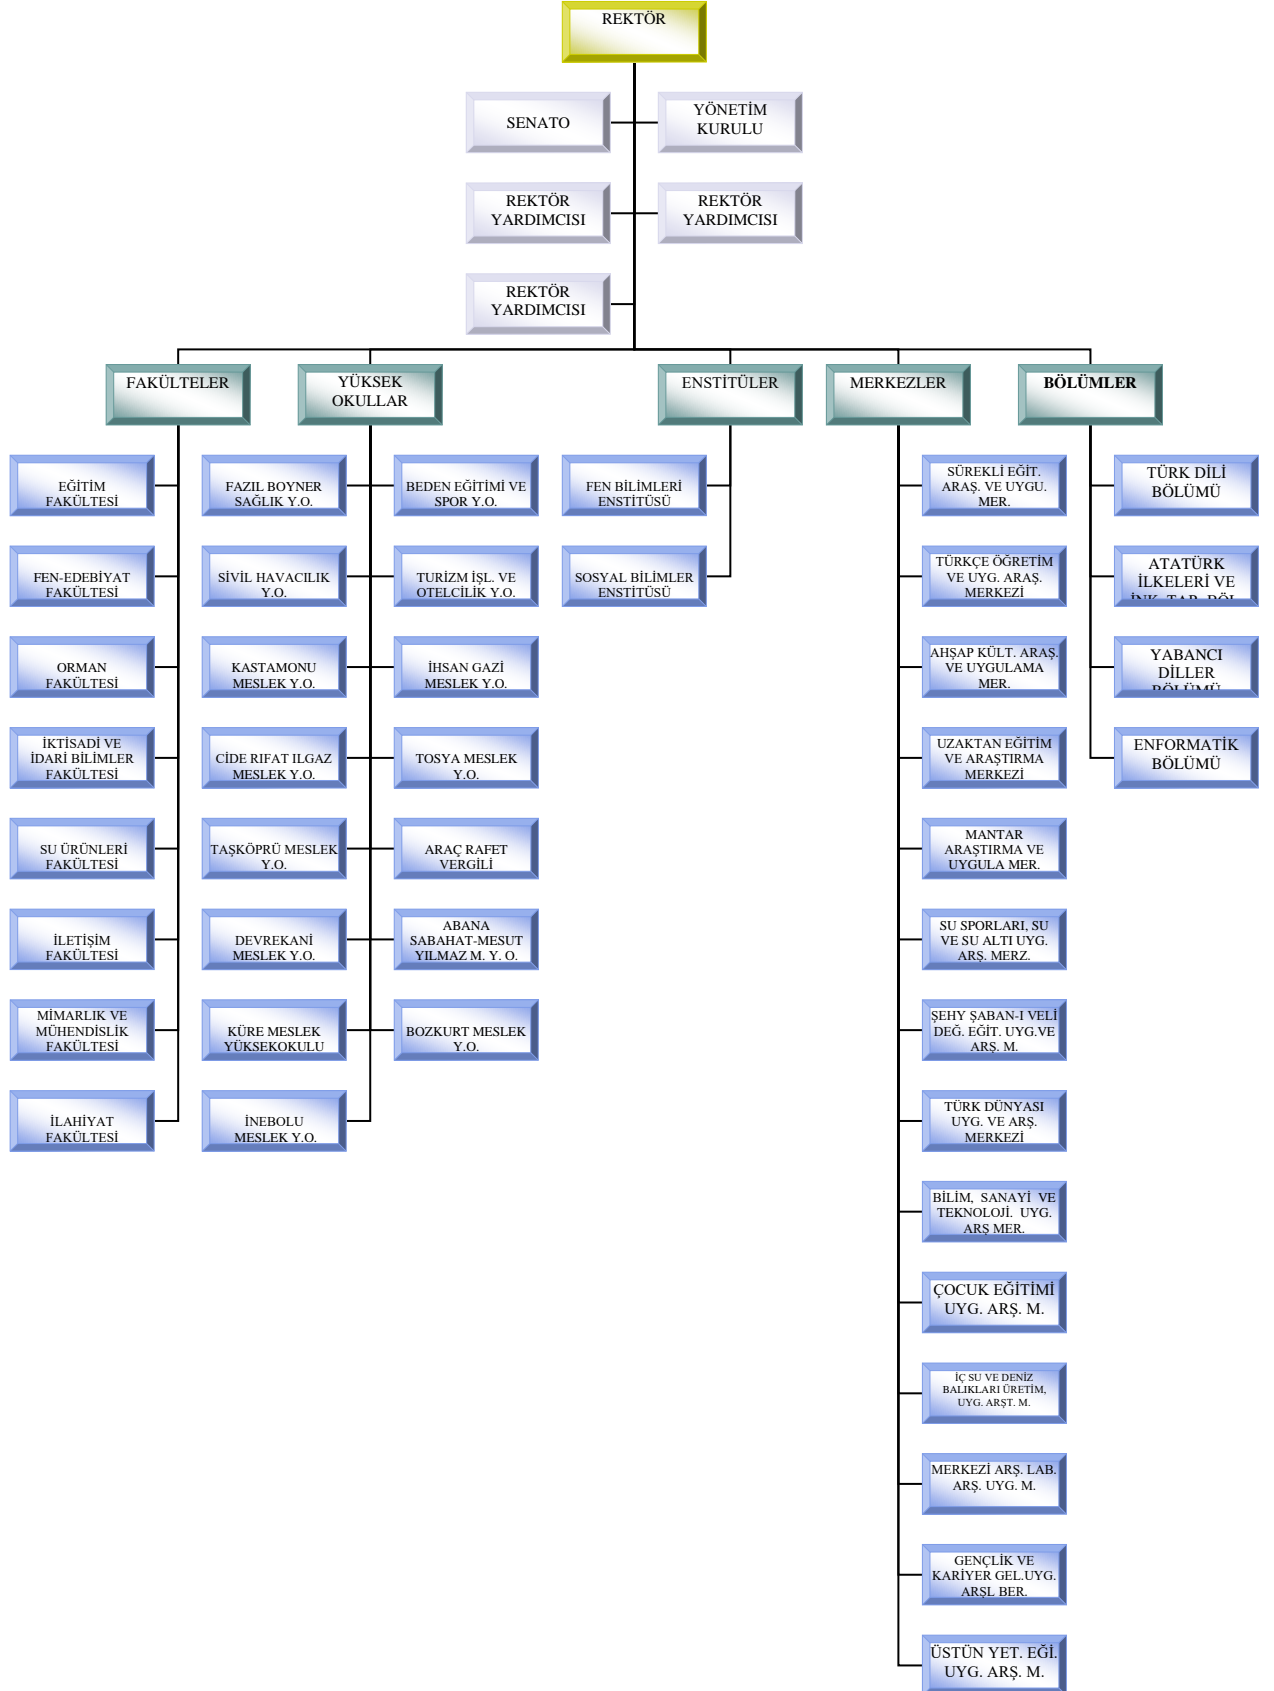 REKTÖR
SENATO
YÖNETİM
KURULU
REKTÖR
YARDIMCISI
REKTÖR
YARDIMCISI
REKTÖR
YARDIMCISI
FAKÜLTELER
YÜKSEK
OKULLAR
ENSTİTÜLER
MERKEZLER
BÖLÜMLER
EĞİTİM
FAKÜLTESİ
FEN-EDEBİYAT
FAKÜLTESİ
ORMAN
FAKÜLTESİ
İKTİSADİ VE
İDARİ BİLİMLER
FAKÜLTESİ
SU ÜRÜNLERİ
FAKÜLTESİ
İLETİŞİM
FAKÜLTESİ
MİMARLIK VE
MÜHENDİSLİK
FAKÜLTESİ
İLAHİYAT
FAKÜLTESİ
FAZIL BOYNER
SAĞLIK Y.O.
BEDEN EĞİTİMİ VE
SPOR Y.O.
SİVİL HAVACILIK
Y.O.
TURİZM İŞL. VE
OTELCİLİK Y.O.
KASTAMONU
MESLEK Y.O.
İHSAN GAZİ
MESLEK Y.O.
CİDE RIFAT ILGAZ
MESLEK Y.O.
TOSYA MESLEK
Y.O.
TAŞKÖPRÜ MESLEK
Y.O.
ARAÇ RAFET
VERGİLİ
DEVREKANİ
MESLEK Y.O.
ABANA
SABAHAT-MESUT
YILMAZ M. Y. O.
KÜRE MESLEK
YÜKSEKOKULU
BOZKURT MESLEK
Y.O.
İNEBOLU
MESLEK Y.O.
FEN BİLİMLERİ
ENSTİTÜSÜ
SOSYAL BİLİMLER
ENSTİTÜSÜ
SÜREKLİ EĞİT.
ARAŞ. VE UYGU.
MER.
TÜRKÇE ÖĞRETİM
VE UYG. ARAŞ.
MERKEZİ
AHŞAP KÜLT. ARAŞ.
VE UYGULAMA
MER.
UZAKTAN EĞİTİM
VE ARAŞTIRMA
MERKEZİ
MANTAR
ARAŞTIRMA VE
UYGULA MER.
SU SPORLARI, SU
VE SU ALTI UYG.
ARŞ. MERZ.
ŞEHY ŞABAN-I VELİ
DEĞ. EĞİT. UYG.VE
ARŞ. M.
TÜRK DÜNYASI
UYG. VE ARŞ.
MERKEZİ
BİLİM, SANAYİ VE
TEKNOLOJİ. UYG.
ARŞ MER.
ÇOCUK EĞİTİMİ
UYG. ARŞ. M.
İÇ SU VE DENİZ
BALIKLARI ÜRETİM,
UYG. ARŞT. M.
MERKEZİ ARŞ. LAB.
ARŞ. UYG. M.
GENÇLİK VE
KARİYER GEL.UYG.
ARŞL BER.
ÜSTÜN YET. EĞİ.
UYG. ARŞ. M.
TÜRK DİLİ
BÖLÜMÜ
ATATÜRK
İLKELERİ VE
İNK. TAR. BÖL.
YABANCI
DİLLER
BÖLÜMÜ
ENFORMATİK
BÖLÜMÜ